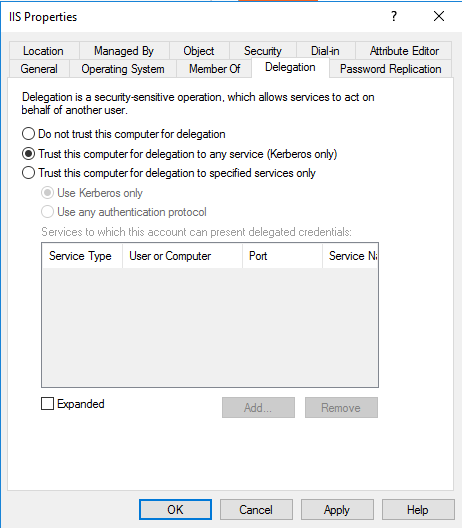 IIS Properties
?
Location Managed By Object Security Dial-in Attribute Editor
General Operating System Member Of Delegation Password Replication
Delegation is a security-sensitive operation, which allows services to act on
behalf of another user.
Do not trust this computer for delegation
Trust this computer for delegation to any service (Kerberos only)
Trust this computer for delegation to specified services only
Use Kerberos only
Use any authentication protocol
Services to which this account can present delegated credentials:
Service Type User or Computer Port Service Na
Expanded Add... Remove
OK Cancel Apply Help